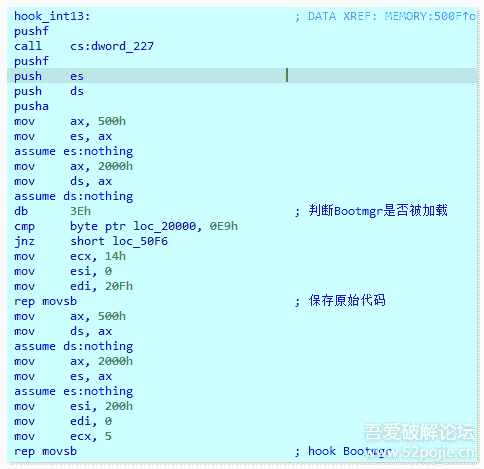 hook_int13: ; DATA XREF: MEMORY:500F↑o
pushf
call cs:dword_227
pushf
push es
push ds
pusha
mov ax, 500h
mov es, ax
assume es:nothing
mov ax, 2000h
mov ds, ax
assume ds:nothing
db 3Eh ; 判断Bootmgr是否被加载
cmp byte ptr loc_20000, 0E9h
jnz short loc_50F6
mov ecx, 14h
mov esi, 0
mov edi, 20Fh
rep movsb ; 保存原始代码
mov ax, 500h
mov ds, ax
assume ds:nothing
mov ax, 2000h
mov es, ax
assume es:nothing
mov esi, 200h
mov edi, 0
mov ecx, 5
rep movsb ; hook Bootmgr
吾爱破解论坛
www.52pojie.cn